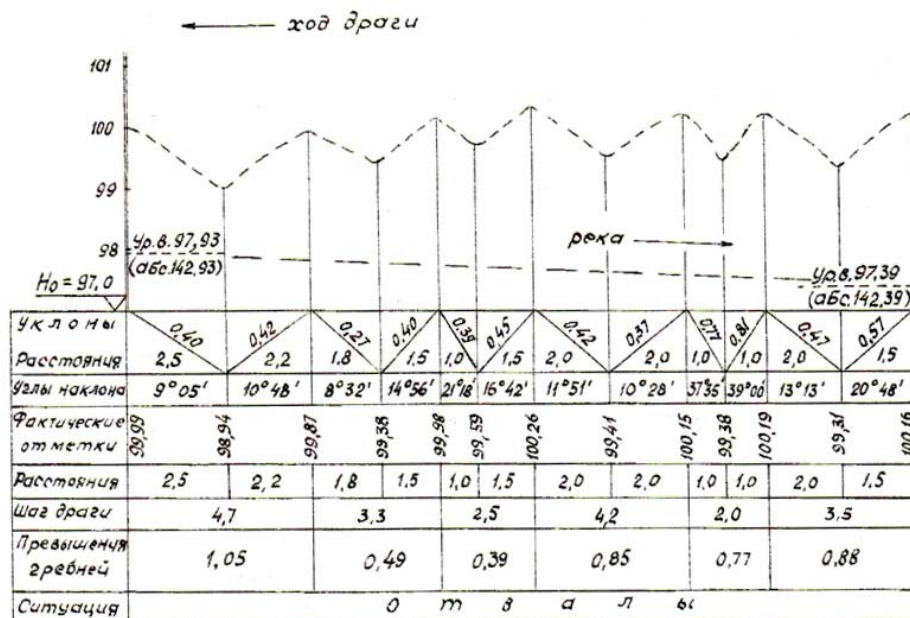 ход драги
101
100
99
98
Ур.в.97,93
(абс.142,93)
река
Ур.в.97,39
(абс.142,39)
Н₀=97,0
Уклоны 0,40 0,42 0,27 0,40 0,39 0,45 0,42 0,37 0,77 0,81 0,47 0,57
Расстояния 2,5 2,2 1,8 1,5 1,0 1,5 2,0 2,0 1,0 1,0 2,0 1,5
Углы наклона 9°05' 10°48' 8°32' 14°56' 21°18' 16°42' 11°51' 10°28' 37°35' 39°00' 13°13' 20°48'
Фактические отметки 99,99 98,94 99,87 99,38 99,98 99,59 100,26 99,41 100,15 99,38 100,19 99,31 100,16
Расстояния 2,5 2,2 1,8 1,5 1,0 1,5 2,0 2,0 1,0 1,0 2,0 1,5
Шаг драги 4,7 3,3 2,5 4,2 2,0 3,5
Превышения гребней 1,05 0,49 0,39 0,85 0,77 0,88
Ситуация о т в а л ы